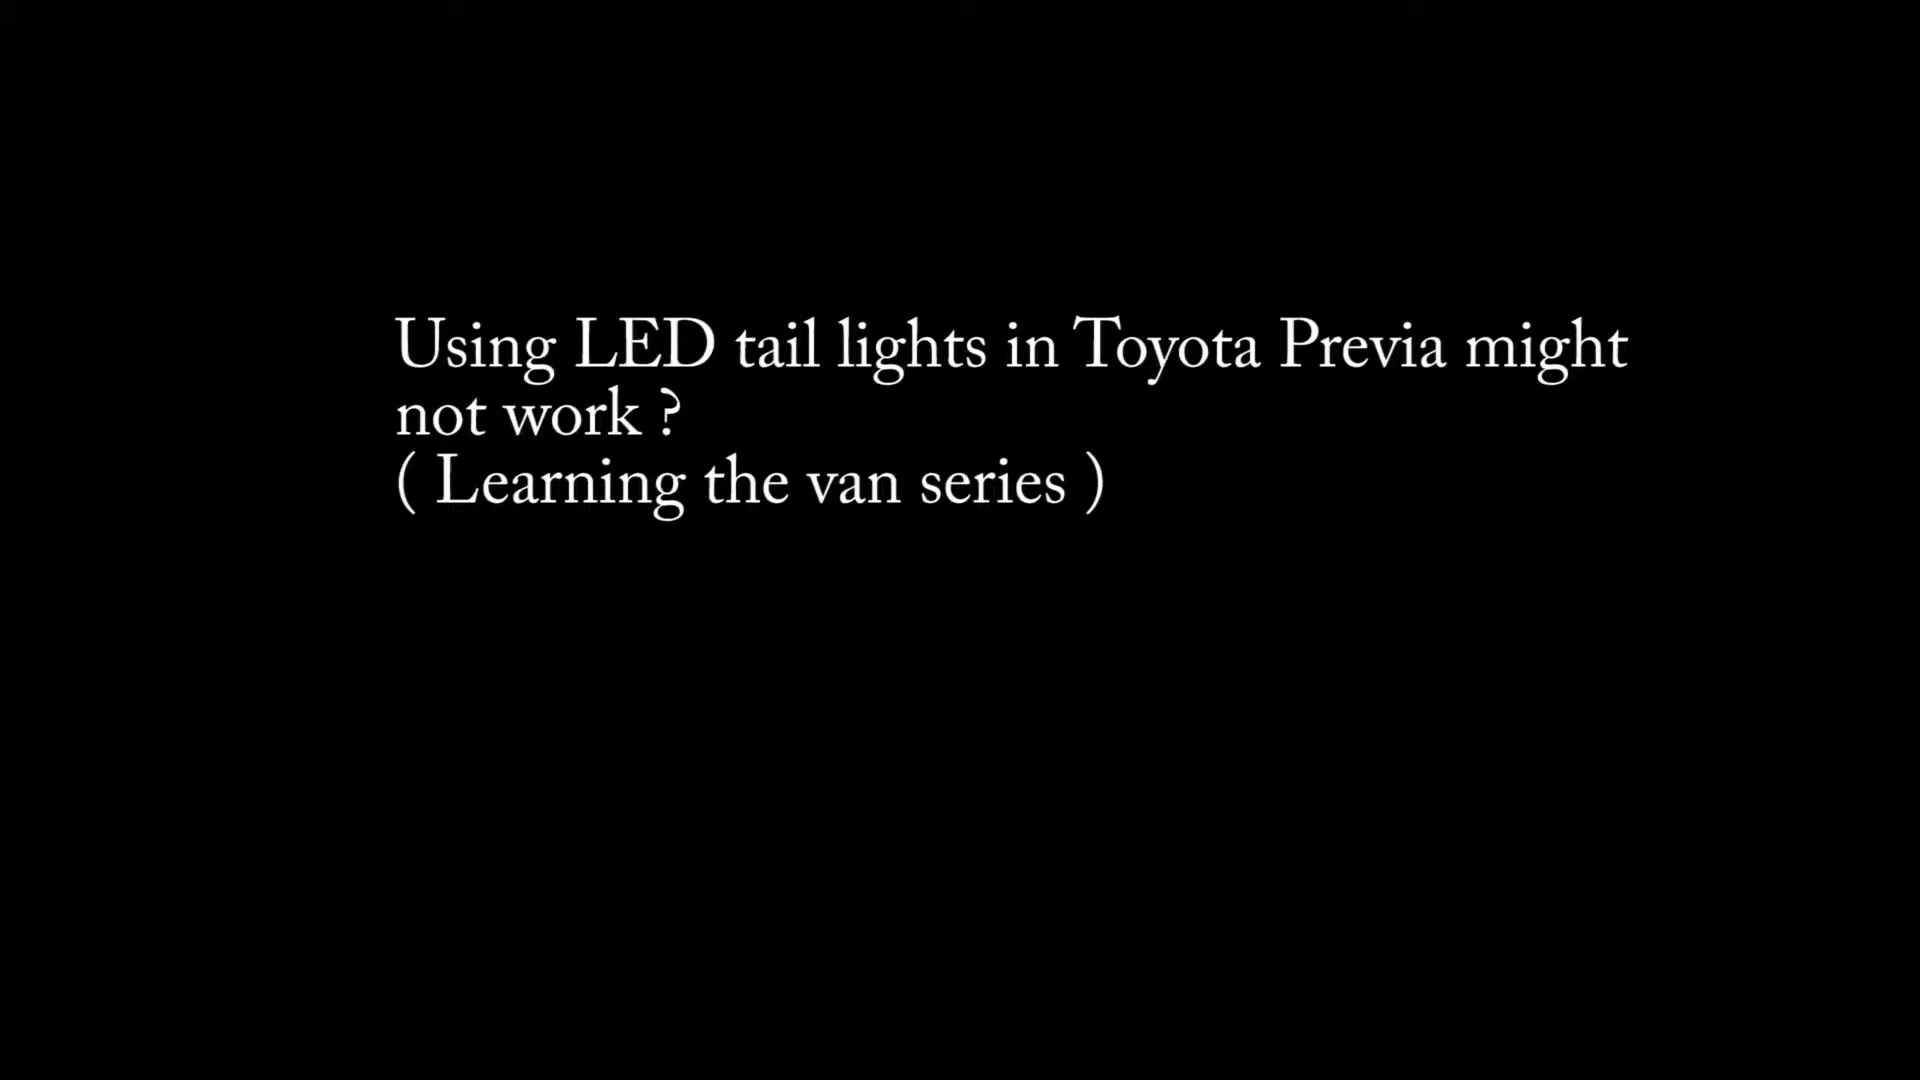 Using LED tail lights in Toyota Previa might
not work ?
( Learning the van series )